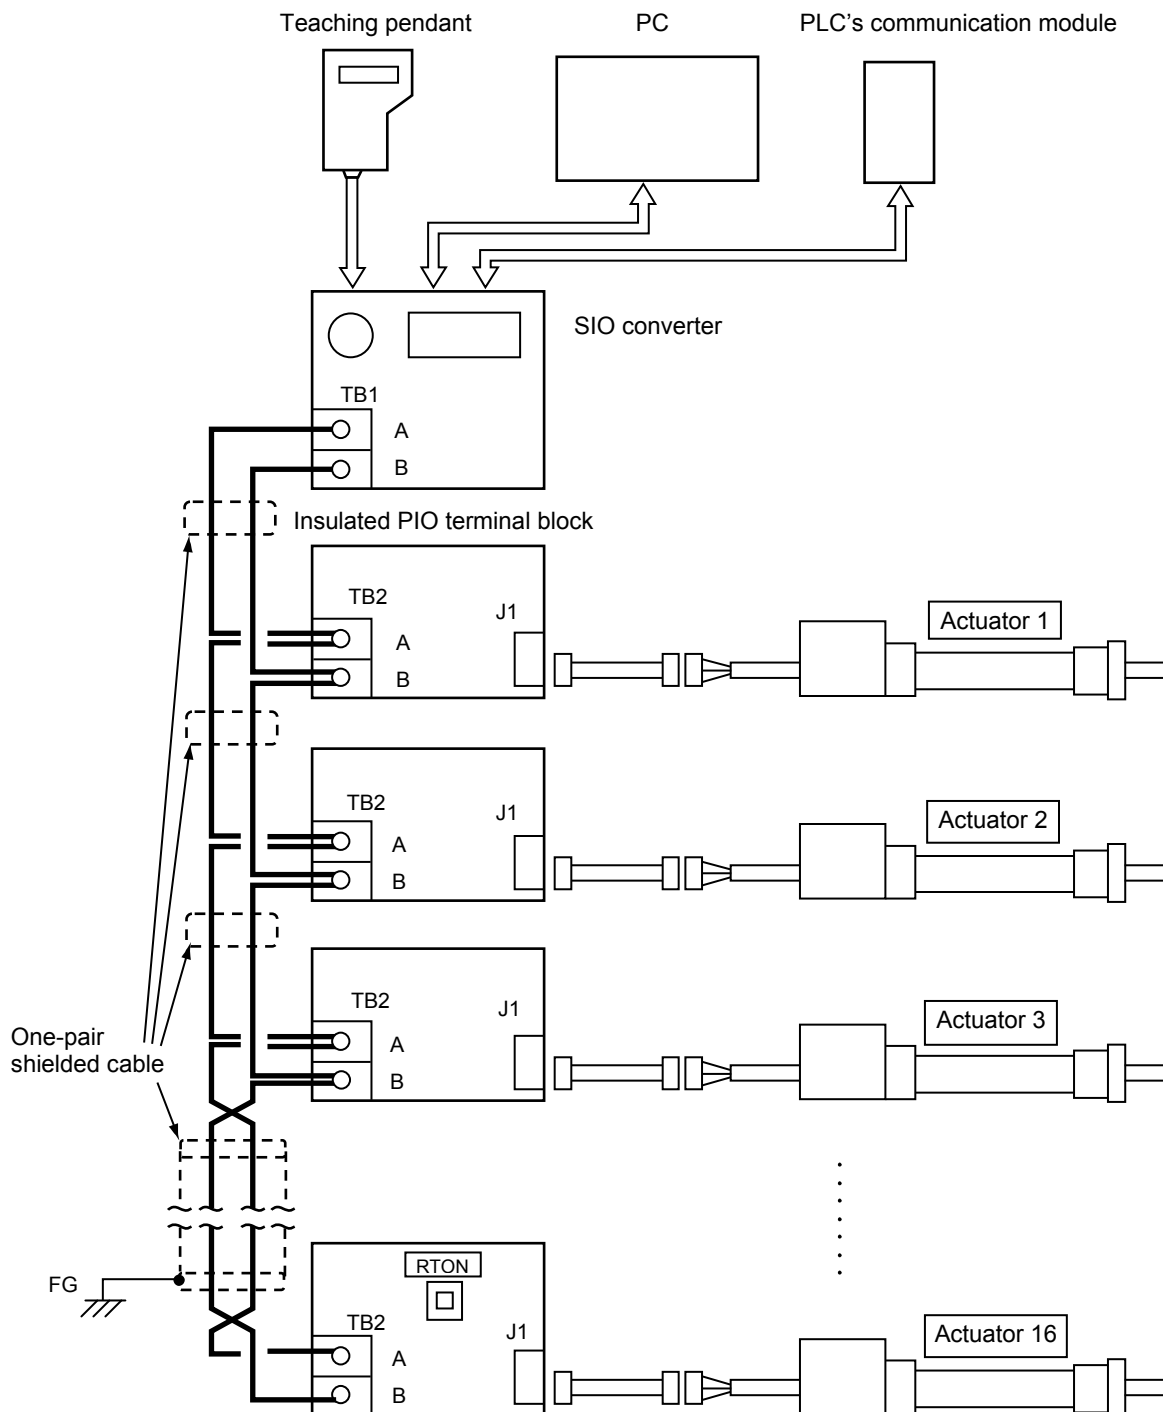 Teaching pendant
PC
PLC's communication module
SIO converter
TB1
A
B
Insulated PIO terminal block
TB2
J1
A
B
Actuator 1
TB2
J1
A
B
Actuator 2
TB2
J1
A
B
Actuator 3
One-pair
shielded cable
RTON
FG
TB2
J1
A
B
Actuator 16